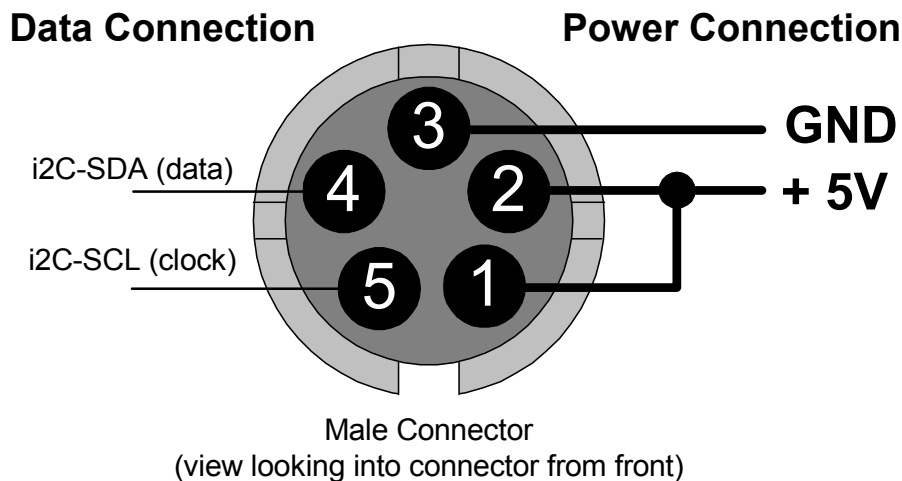 Data Connection
Power Connection
3
GND
i2C-SDA (data)
4
2
+ 5V
i2C-SCL (clock)
5
1
Male Connector
(view looking into connector from front)